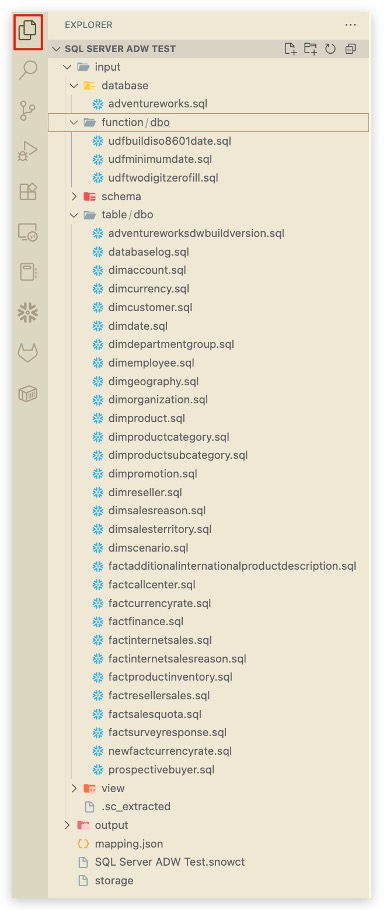 EXPLORER
SQL SERVER ADW TEST
input
database
adventureworks.sql
function/dbo
udfbuildiso8601date.sql
udfminimumdate.sql
udftwodigitzerofill.sql
schema
table/dbo
adventureworksdwbuildversion.sql
databaselog.sql
dimaccount.sql
dimcurrency.sql
dimcustomer.sql
dimdate.sql
dimdepartmentgroup.sql
dimemployee.sql
dimgeography.sql
dimorganization.sql
dimproduct.sql
dimproductcategory.sql
dimproductsubcategory.sql
dimpromotion.sql
dimreseller.sql
dimsalesreason.sql
dimsalesterritory.sql
dimscenario.sql
factadditionalinternationalproductdescription.sql
factcallcenter.sql
factcurrencyrate.sql
factfinance.sql
factinternetsales.sql
factinternetsalesreason.sql
factproductinventory.sql
factresellersales.sql
factsalesquota.sql
factsurveyresponse.sql
newfactcurrencyrate.sql
prospectivebuyer.sql
view
.sc_extracted
output
mapping.json
SQL Server ADW Test.snowct
storage